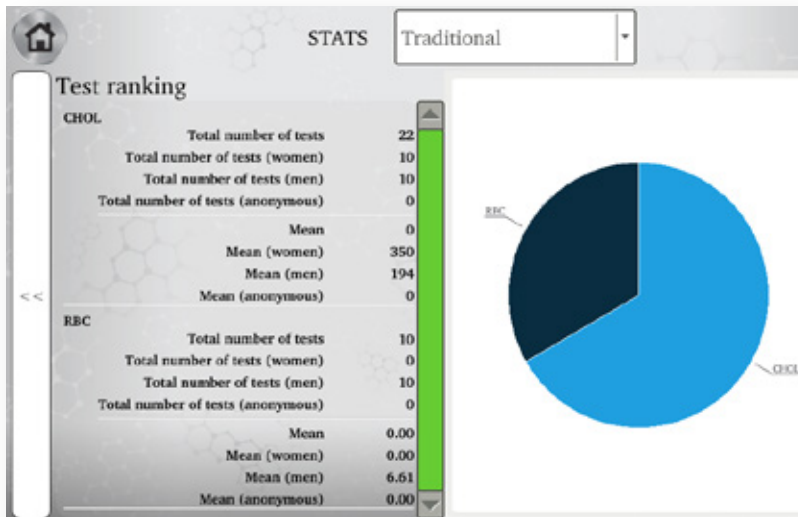 STATS Traditional
<<
Test ranking
CHOL
Total number of tests 22
Total number of tests (women) 10
Total number of tests (men) 10
Total number of tests (anonymous) 0
Mean 0
Mean (women) 350
Mean (men) 194
Mean (anonymous) 0
RBC
Total number of tests 10
Total number of tests (women) 0
Total number of tests (men) 10
Total number of tests (anonymous) 0
Mean 0.00
Mean (women) 0.00
Mean (men) 6.61
Mean (anonymous) 0.00
RBC
CHOL